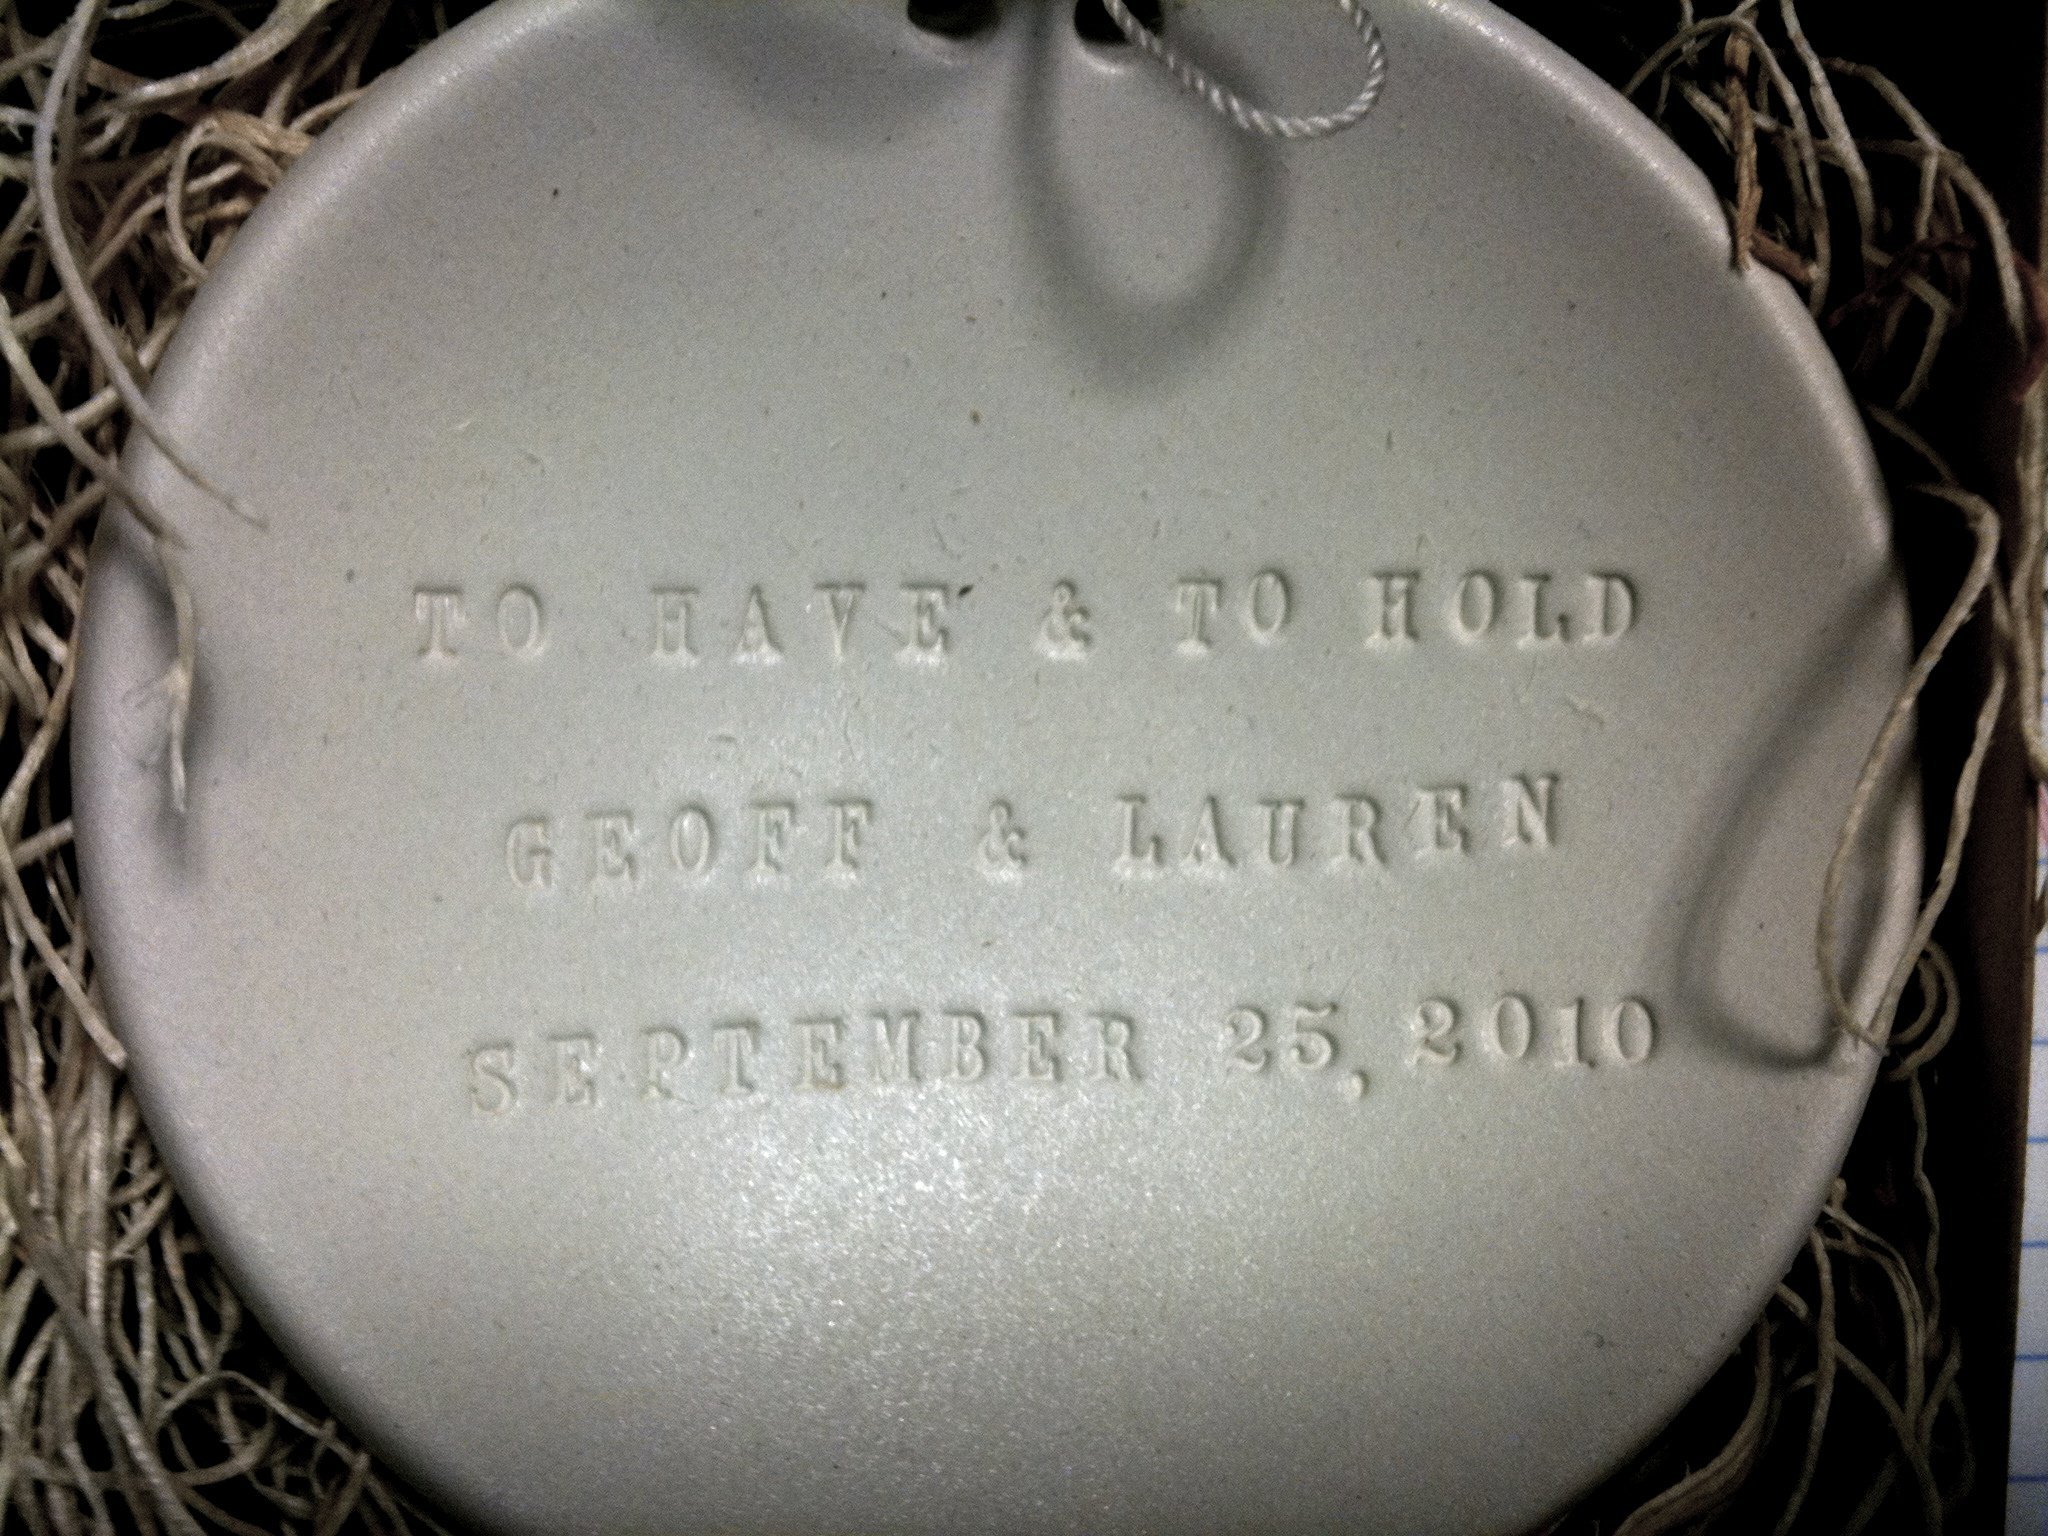 TO HAVE & TO HOLD
GEOFF & LAUREN
SEPTEMBER 25, 2010